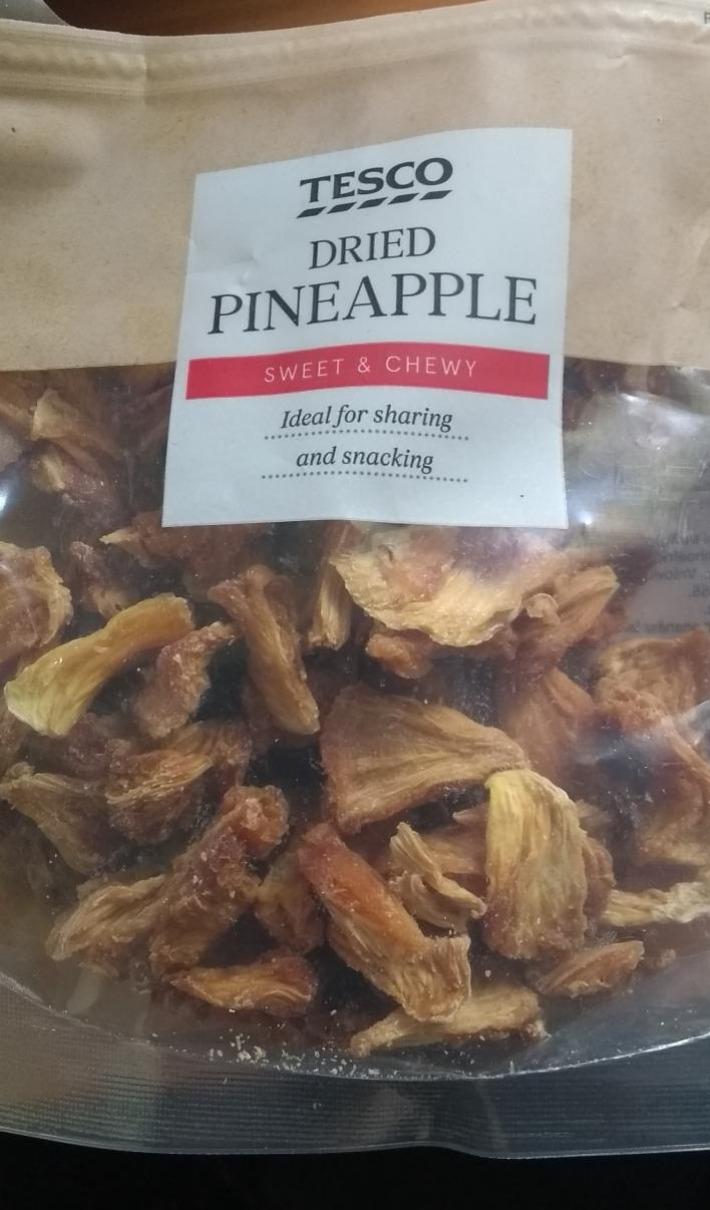 TESCO
DRIED
PINEAPPLE
SWEET & CHEWY
Ideal for sharing
and snacking